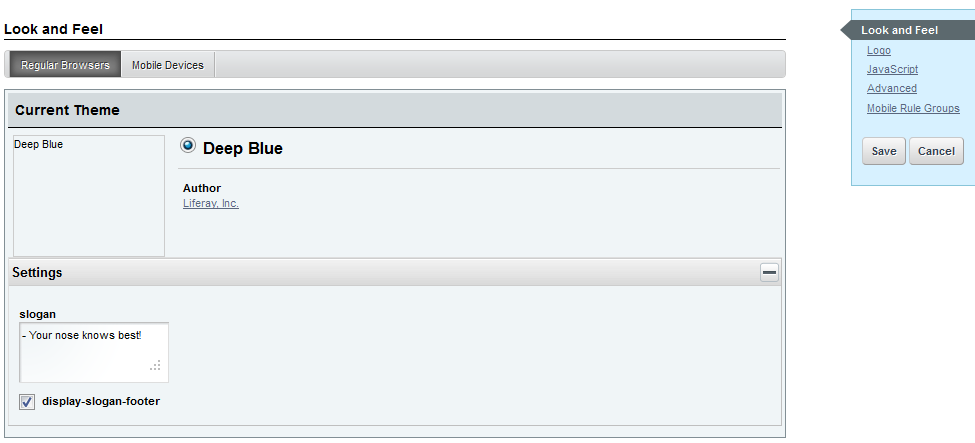 Look and Feel
Regular Browsers Mobile Devices
Current Theme
Deep Blue
Deep Blue
Author
Liferay, Inc.
Settings
slogan
- Your nose knows best!
display-slogan-footer
Look and Feel
Logo
JavaScript
Advanced
Mobile Rule Groups
Save Cancel